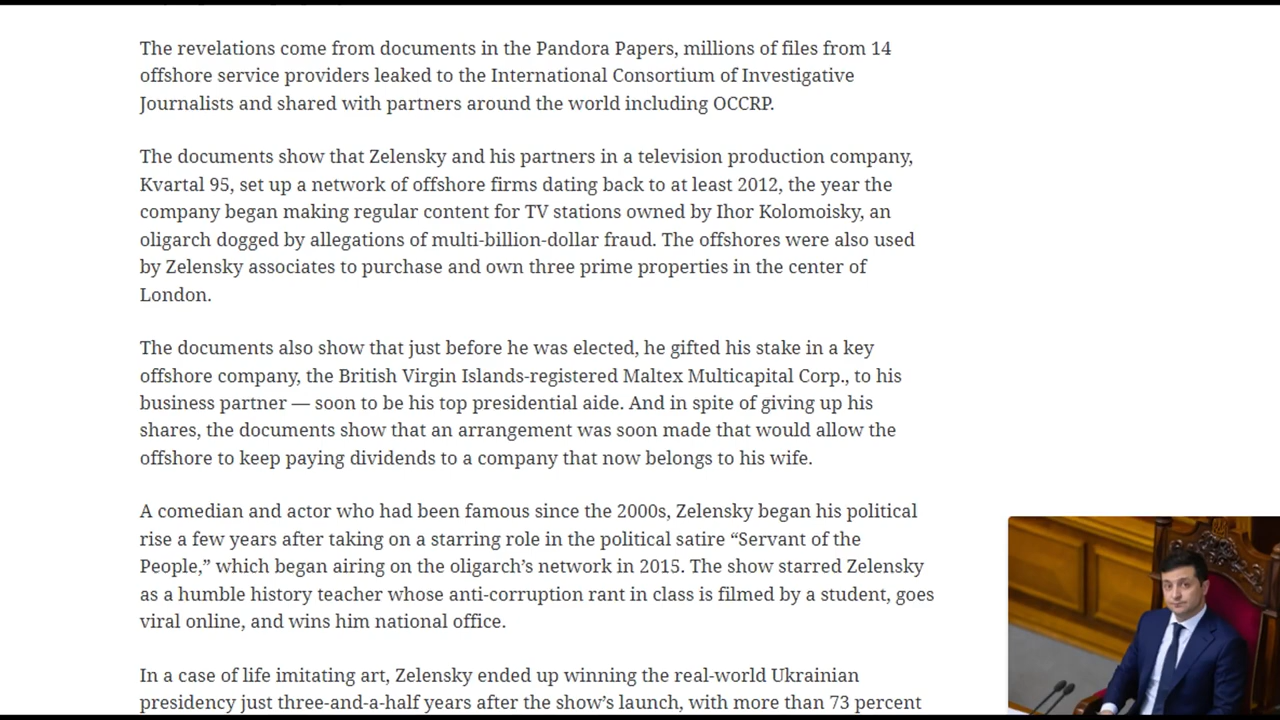 The revelations come from documents in the Pandora Papers, millions of files from 14
offshore service providers leaked to the International Consortium of Investigative
Journalists and shared with partners around the world including OCCRP.
The documents show that Zelensky and his partners in a television production company,
Kvartal 95, set up a network of offshore firms dating back to at least 2012, the year the
company began making regular content for TV stations owned by Ihor Kolomoisky, an
oligarch dogged by allegations of multi-billion-dollar fraud. The offshores were also used
by Zelensky associates to purchase and own three prime properties in the center of
London.
The documents also show that just before he was elected, he gifted his stake in a key
offshore company, the British Virgin Islands-registered Maltex Multicapital Corp., to his
business partner — soon to be his top presidential aide. And in spite of giving up his
shares, the documents show that an arrangement was soon made that would allow the
offshore to keep paying dividends to a company that now belongs to his wife.
A comedian and actor who had been famous since the 2000s, Zelensky began his political
rise a few years after taking on a starring role in the political satire “Servant of the
People,” which began airing on the oligarch’s network in 2015. The show starred Zelensky
as a humble history teacher whose anti-corruption rant in class is filmed by a student, goes
viral online, and wins him national office.
In a case of life imitating art, Zelensky ended up winning the real-world Ukrainian
presidency just three-and-a-half years after the show’s launch, with more than 73 percent